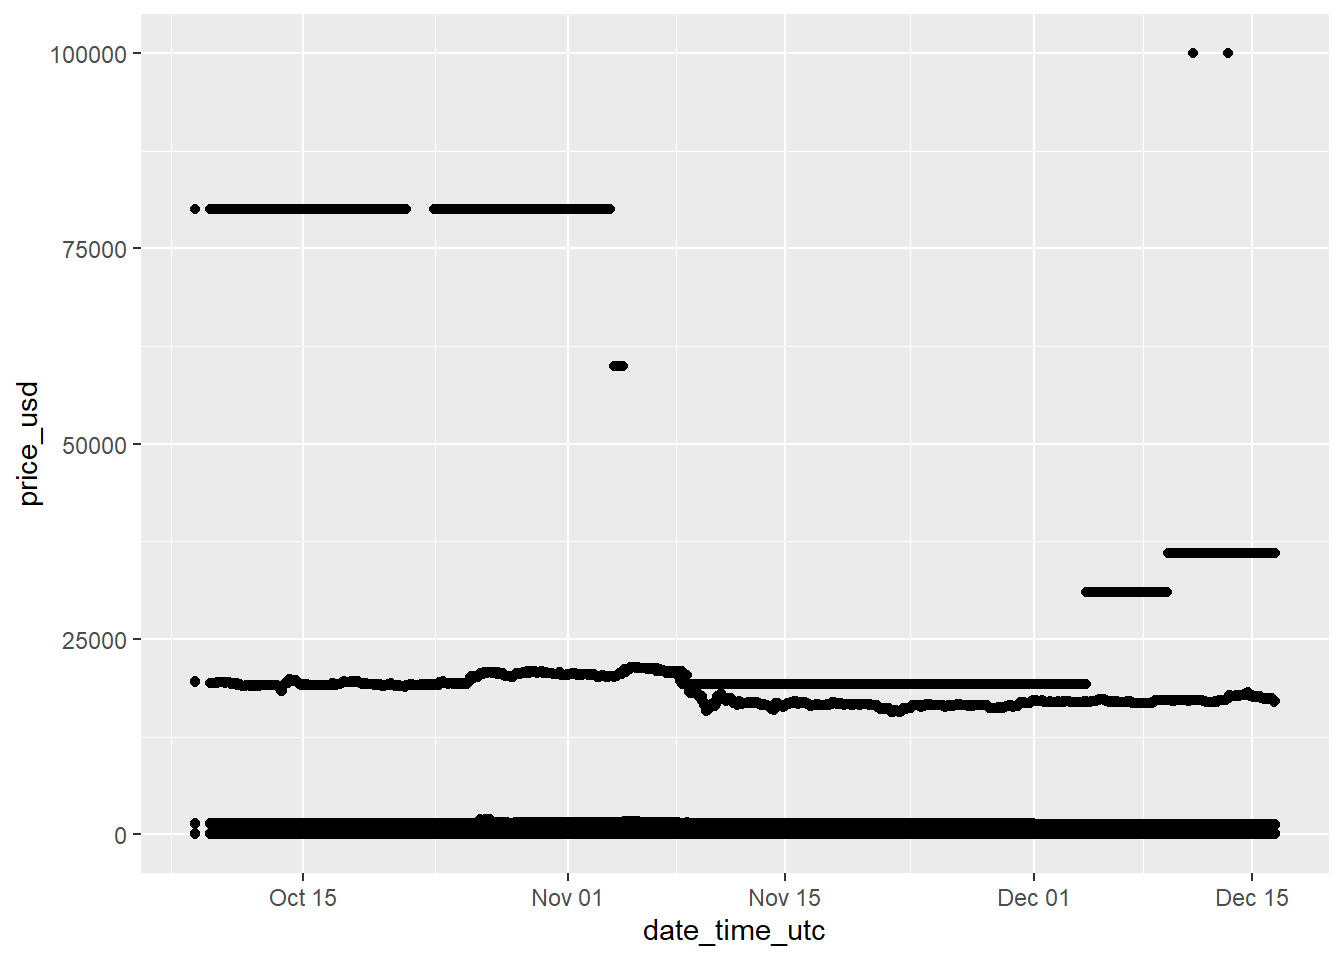 100000
75000
50000
25000
0
price_usd
Oct 15
Nov 01
Nov 15
Dec 01
Dec 15
date_time_utc